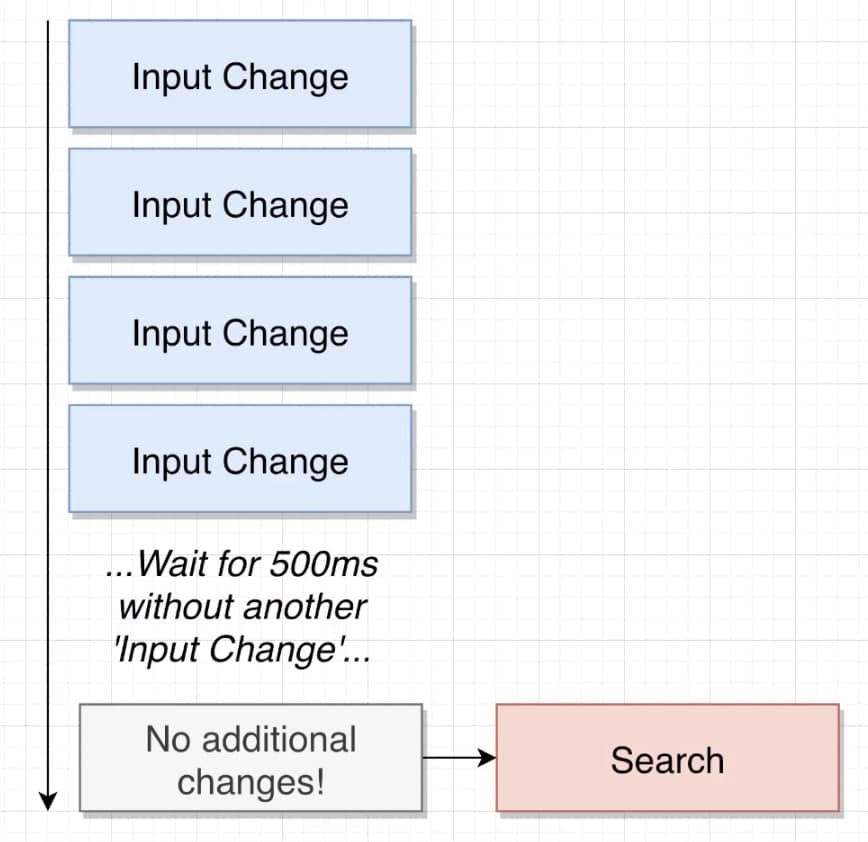 Input Change
Input Change
Input Change
Input Change
...Wait for 500ms
without another
'Input Change'...
No additional
changes!
Search